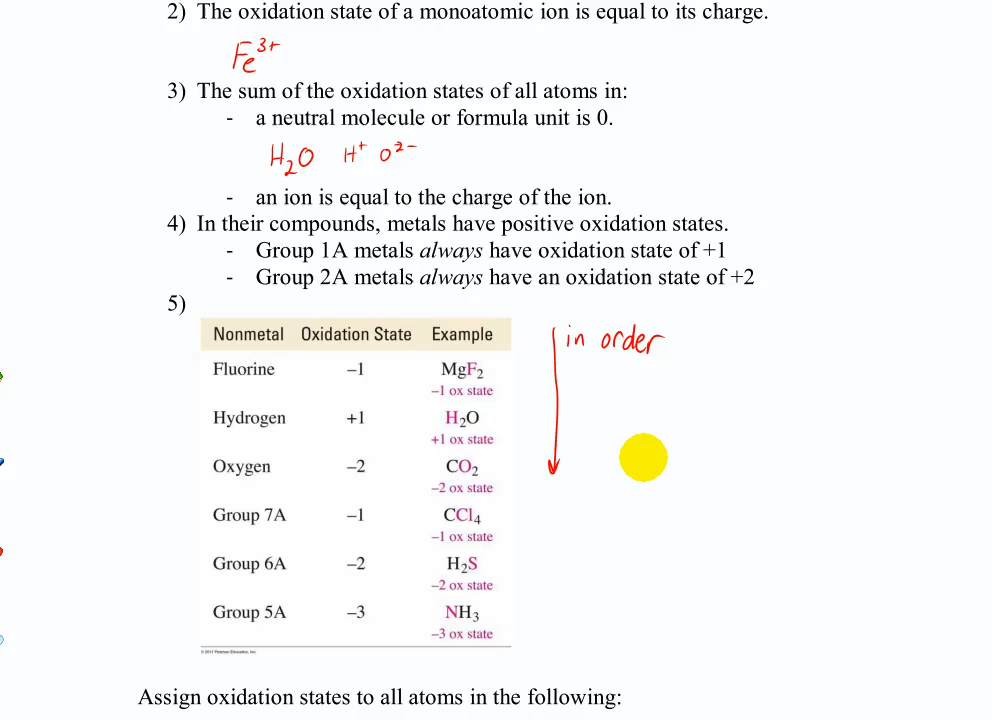 2) The oxidation state of a monoatomic ion is equal to its charge.
Fe³⁺
3) The sum of the oxidation states of all atoms in:
- a neutral molecule or formula unit is 0.
H₂O H⁺ O²⁻
- an ion is equal to the charge of the ion.
4) In their compounds, metals have positive oxidation states.
- Group 1A metals always have oxidation state of +1
- Group 2A metals always have an oxidation state of +2
5)
Nonmetal Oxidation State Example
in order
Fluorine −1 MgF₂
−1 ox state
Hydrogen +1 H₂O
+1 ox state
Oxygen −2 CO₂
−2 ox state
Group 7A −1 CCl₄
−1 ox state
Group 6A −2 H₂S
−2 ox state
Group 5A −3 NH₃
−3 ox state
© 2011 Pearson Education, Inc.
Assign oxidation states to all atoms in the following: